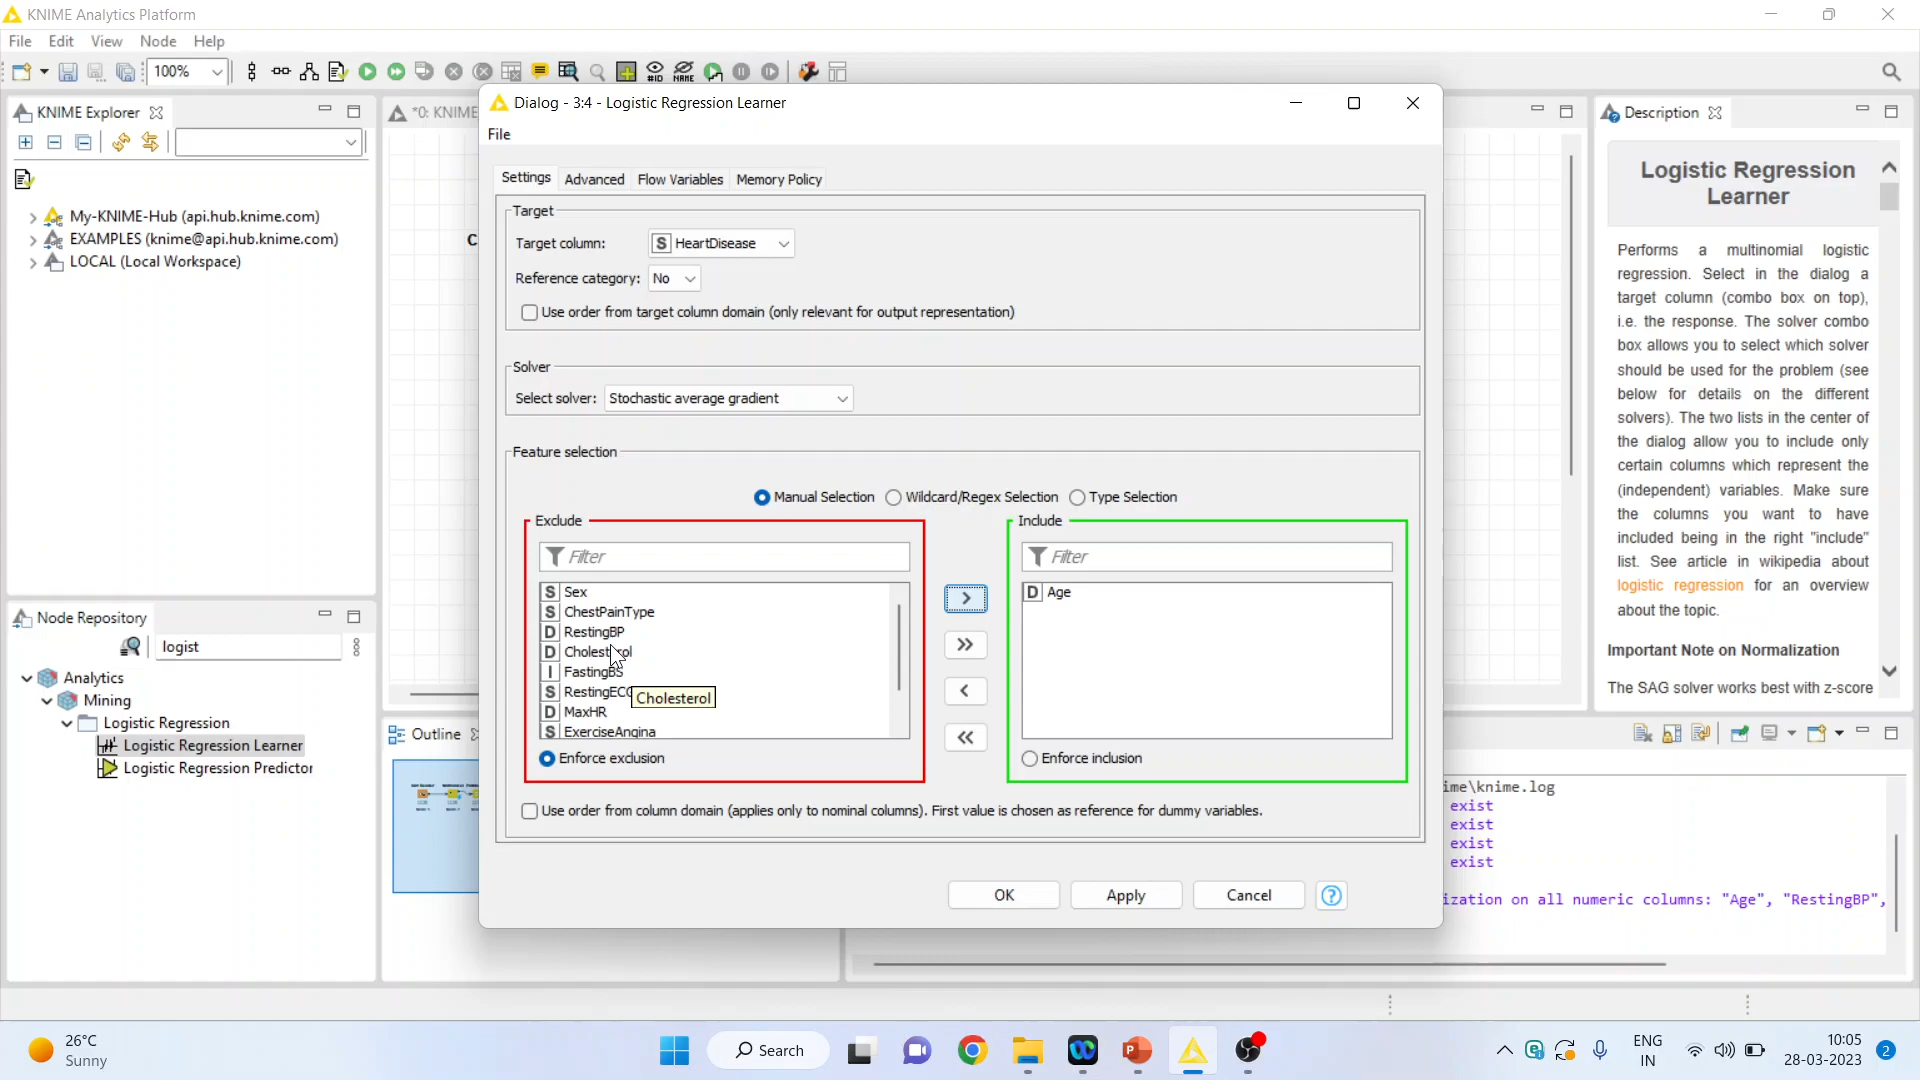 KNIME Analytics Platform
File Edit View Node Help
100%
KNIME Explorer
My-KNIME-Hub (api.hub.knime.com)
EXAMPLES (knime@api.hub.knime.com)
LOCAL (Local Workspace)
*0: KNIME
Dialog - 3:4 - Logistic Regression Learner
File
Settings Advanced Flow Variables Memory Policy
Target
Target column: S HeartDisease
Reference category: No
Use order from target column domain (only relevant for output representation)
Solver
Select solver: Stochastic average gradient
Feature selection
Manual Selection Wildcard/Regex Selection Type Selection
Exclude
Filter
S Sex
S ChestPainType
D RestingBP
D Cholesterol
I FastingBS
S RestingECG
Cholesterol
D MaxHR
S ExerciseAngina
Enforce exclusion
Include
Filter
D Age
Enforce inclusion
Use order from column domain (applies only to nominal columns). First value is chosen as reference for dummy variables.
OK Apply Cancel
Description
Logistic Regression
Learner
Performs a multinomial logistic
regression. Select in the dialog a
target column (combo box on top),
i.e. the response. The solver combo
box allows you to select which solver
should be used for the problem (see
below for details on the different
solvers). The two lists in the center of
the dialog allow you to include only
certain columns which represent the
(independent) variables. Make sure
the columns you want to have
included being in the right "include"
list. See article in wikipedia about
logistic regression for an overview
about the topic.
Important Note on Normalization
The SAG solver works best with z-score
Node Repository
logist
Analytics
Mining
Logistic Regression
Logistic Regression Learner
Logistic Regression Predictor
Outline
ime\knime.log
exist
exist
exist
exist
ization on all numeric columns: "Age", "RestingBP",
26°C
Sunny
Search
ENG
IN
10:05
28-03-2023
2